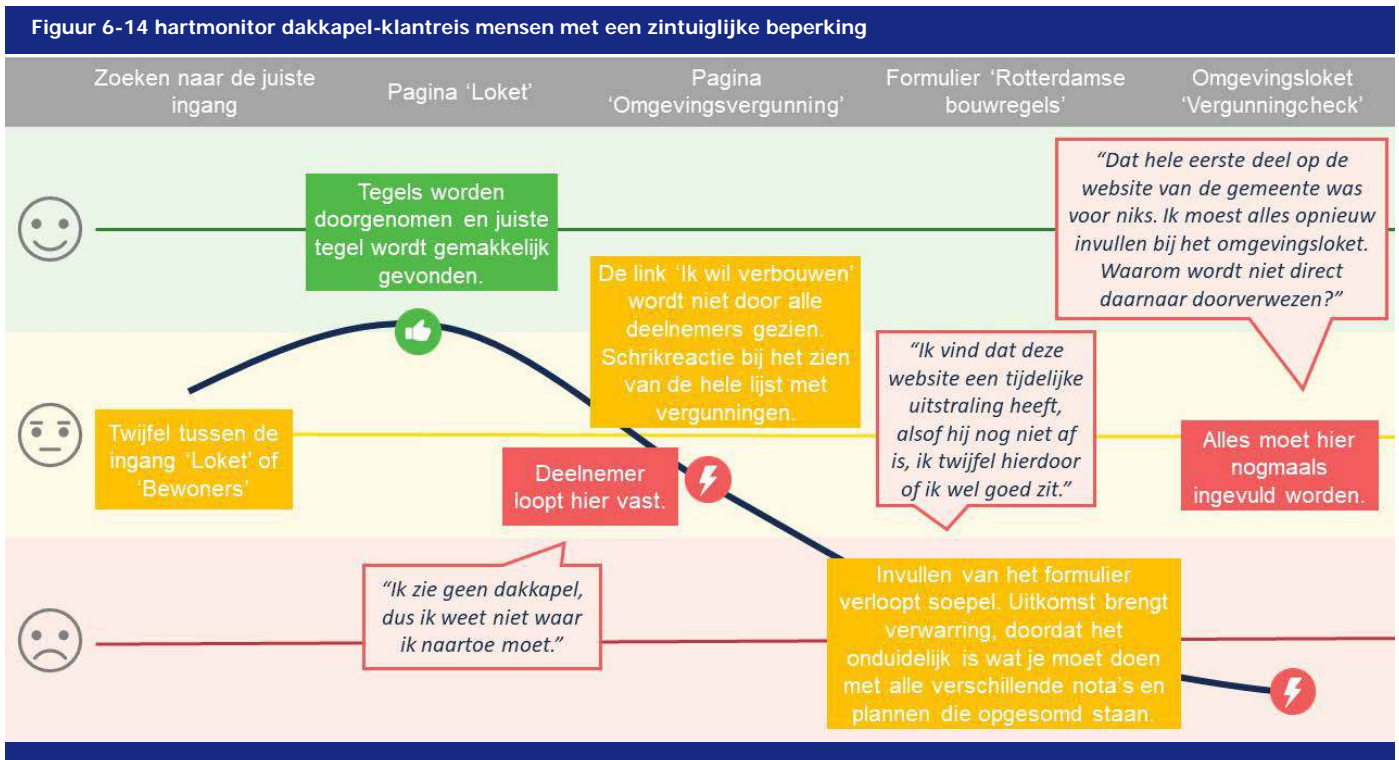 Figuur 6-14 hartmonitor dakkapel-klantreis mensen met een zintuiglijke beperking
Zoeken naar de juiste
ingang
Pagina ‘Loket’
Pagina
‘Omgevingsvergunning’
Formulier ‘Rotterdamse
bouwregels’
Omgevingsloket
‘Vergunningcheck’
Twijfel tussen de
ingang ‘Loket’ of
‘Bewoners’
Tegels worden
doorgenomen en juiste
tegel wordt gemakkelijk
gevonden.
De link ‘Ik wil verbouwen’
wordt niet door alle
deelnemers gezien.
Schrikreactie bij het zien
van de hele lijst met
vergunningen.
Deelnemer
loopt hier vast.
“Ik zie geen dakkapel,
dus ik weet niet waar
ik naartoe moet.”
“Ik vind dat deze
website een tijdelijke
uitstraling heeft,
alsof hij nog niet af
is, ik twijfel hierdoor
of ik wel goed zit.”
Invullen van het formulier
verloopt soepel. Uitkomst brengt
verwarring, doordat het
onduidelijk is wat je moet doen
met alle verschillende nota’s en
plannen die opgesomd staan.
“Dat hele eerste deel op de
website van de gemeente was
voor niks. Ik moest alles opnieuw
invullen bij het omgevingsloket.
Waarom wordt niet direct
daarnaar doorverwezen?”
Alles moet hier
nogmaals
ingevuld worden.